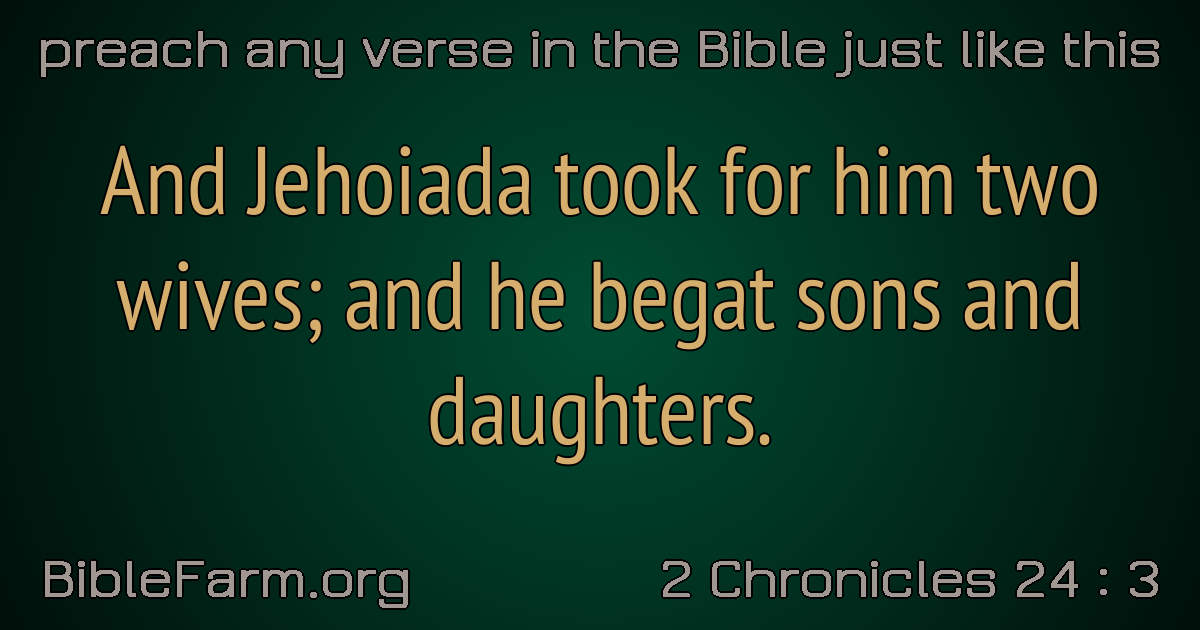 preach any verse in the Bible just like this
And Jehoiada took for him two
wives; and he begat sons and
daughters.
BibleFarm.org
2 Chronicles 24 : 3